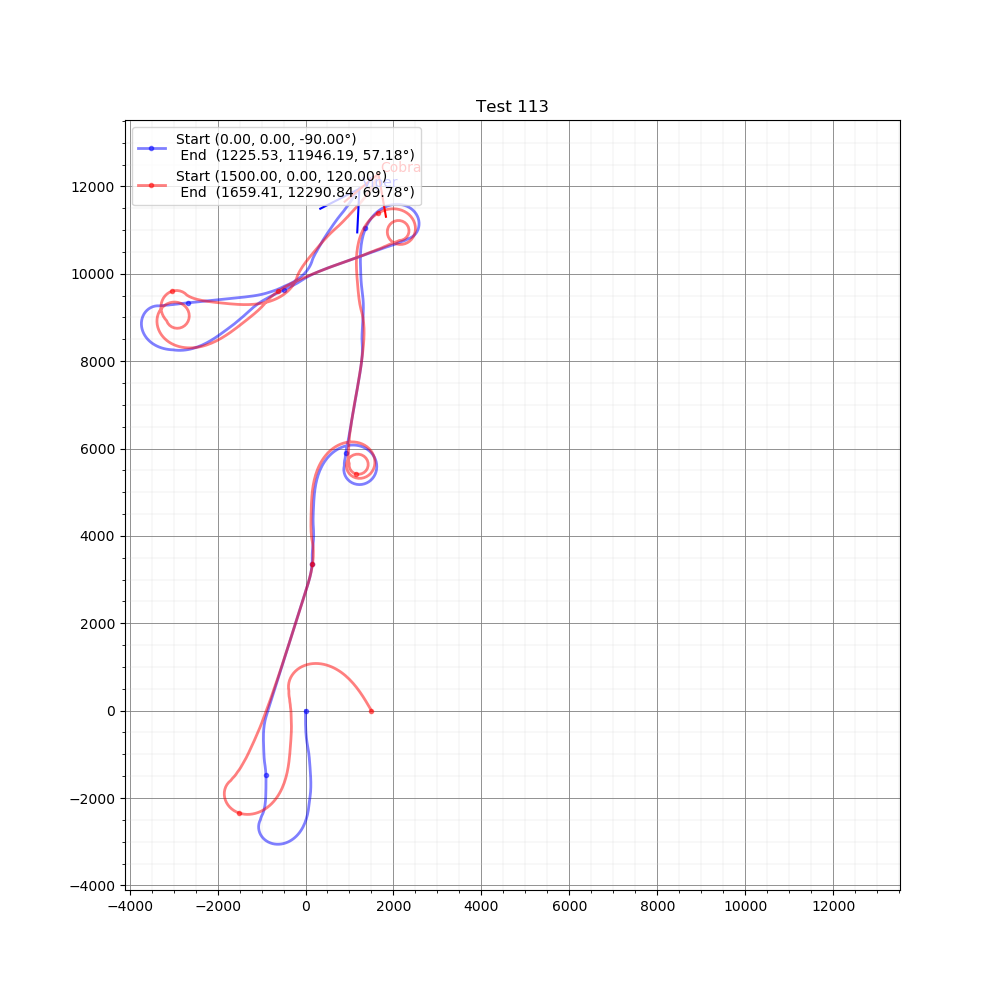 Test 113
Start (0.00, 0.00, -90.00°)
End (1225.53, 11946.19, 57.18°)
Start (1500.00, 0.00, 120.00°)
End (1659.41, 12290.84, 69.78°)
Cobra
12000
10000
8000
6000
4000
2000
0
−2000
−4000
−4000 −2000 0 2000 4000 6000 8000 10000 12000